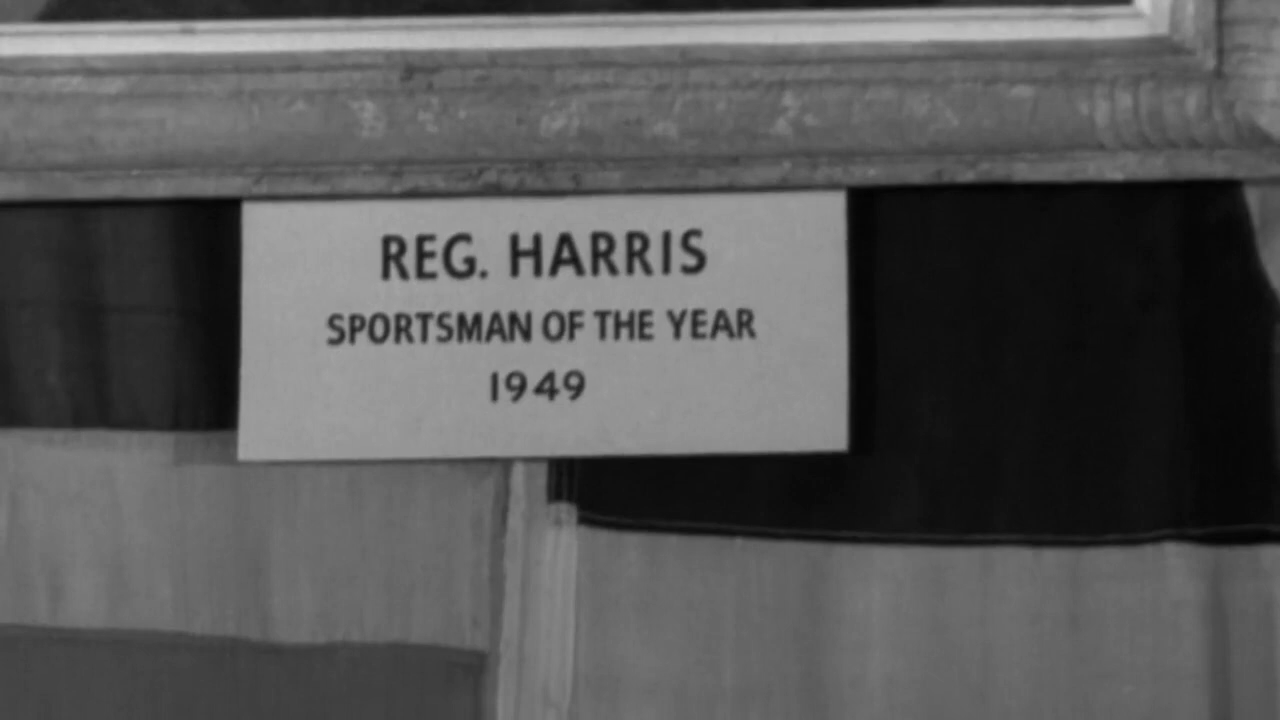 REG. HARRIS
SPORTSMAN OF THE YEAR
1949